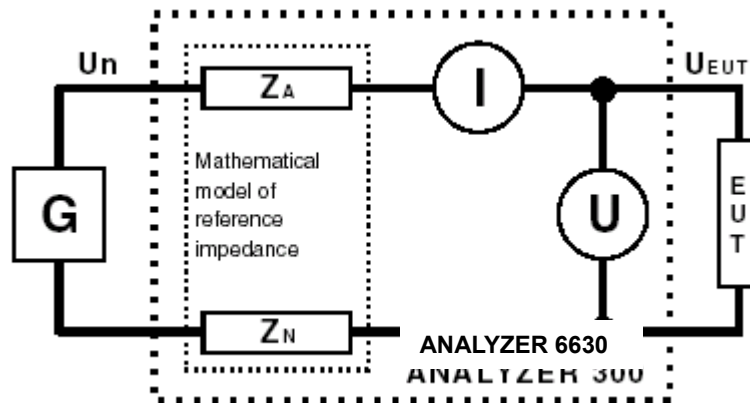 Un
UEUT
ZA
I
Mathematical
model of
reference
impedance
G
U
E
U
T
ZN
ANALYZER 6630
ANALYZER 300